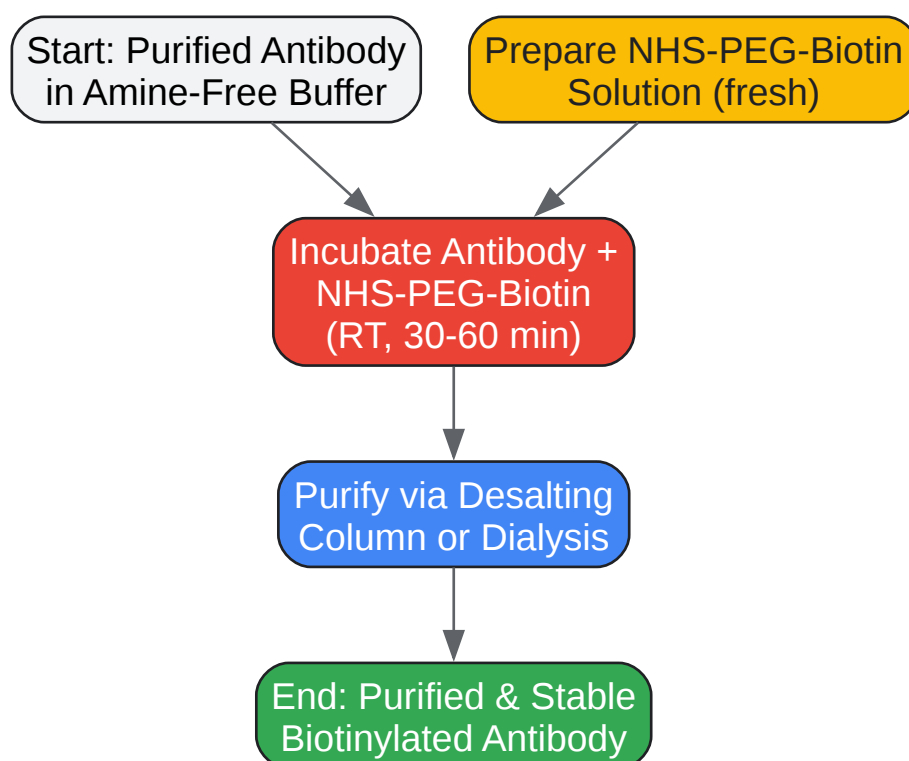 Start: Purified Antibody
in Amine-Free Buffer
Prepare NHS-PEG-Biotin
Solution (fresh)
Incubate Antibody +
NHS-PEG-Biotin
(RT, 30-60 min)
Purify via Desalting
Column or Dialysis
End: Purified & Stable
Biotinylated Antibody